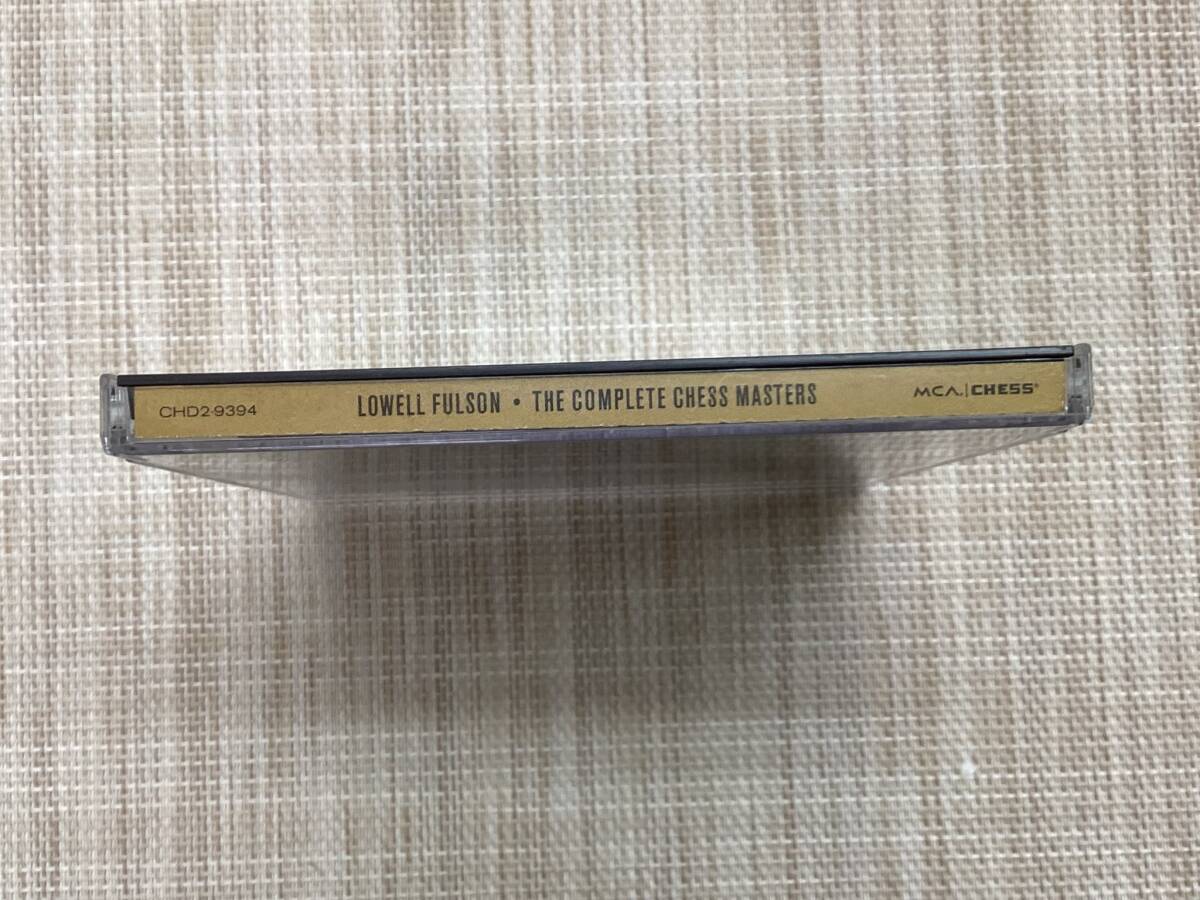 CHD2-9394 LOWELL FULSON • THE COMPLETE CHESS MASTERS MCA.|CHESS®